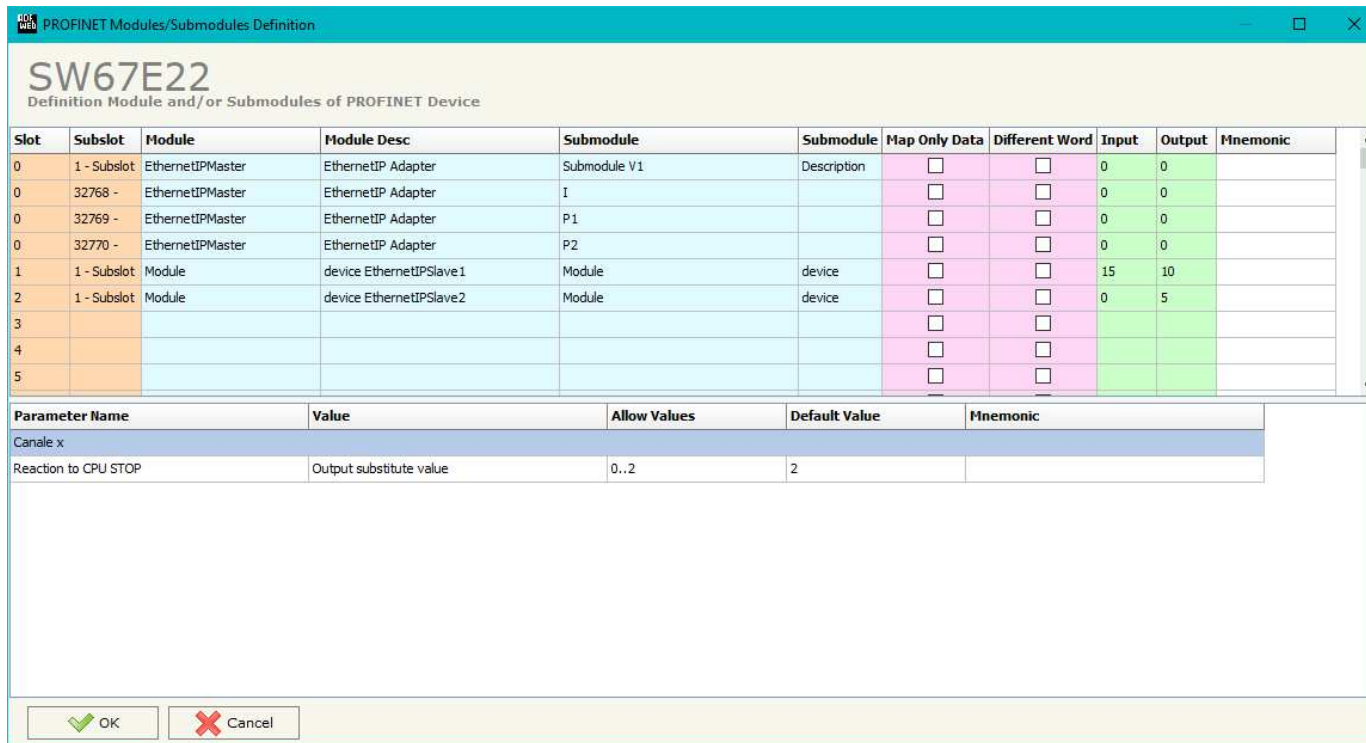 ADF WEB PROFINET Modules/Submodules Definition
SW67E22
Definition Module and/or Submodules of PROFINET Device
Slot Subslot Module Module Desc Submodule Submodule Map Only Data Different Word Input Output Mnemonic
0 1 - Subslot EthernetIPMaster EthernetIP Adapter Submodule V1 Description 0 0
0 32768 - EthernetIPMaster EthernetIP Adapter I 0 0
0 32769 - EthernetIPMaster EthernetIP Adapter P1 0 0
0 32770 - EthernetIPMaster EthernetIP Adapter P2 0 0
1 1 - Subslot Module device EthernetIPSlave1 Module device 15 10
2 1 - Subslot Module device EthernetIPSlave2 Module device 0 5
3
4
5
Parameter Name Value Allow Values Default Value Mnemonic
Canale x
Reaction to CPU STOP Output substitute value 0..2 2
OK Cancel